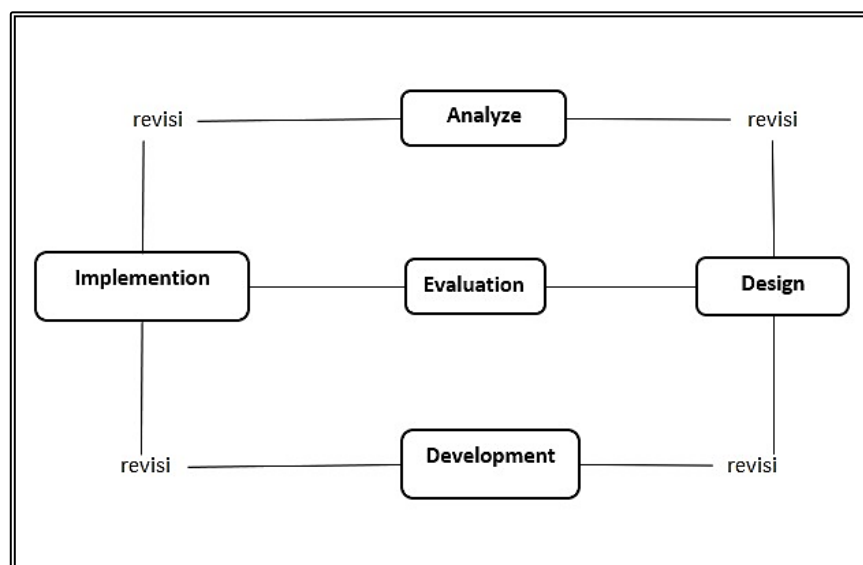 revisi Analyze revisi
Implemention Evaluation Design
revisi Development revisi